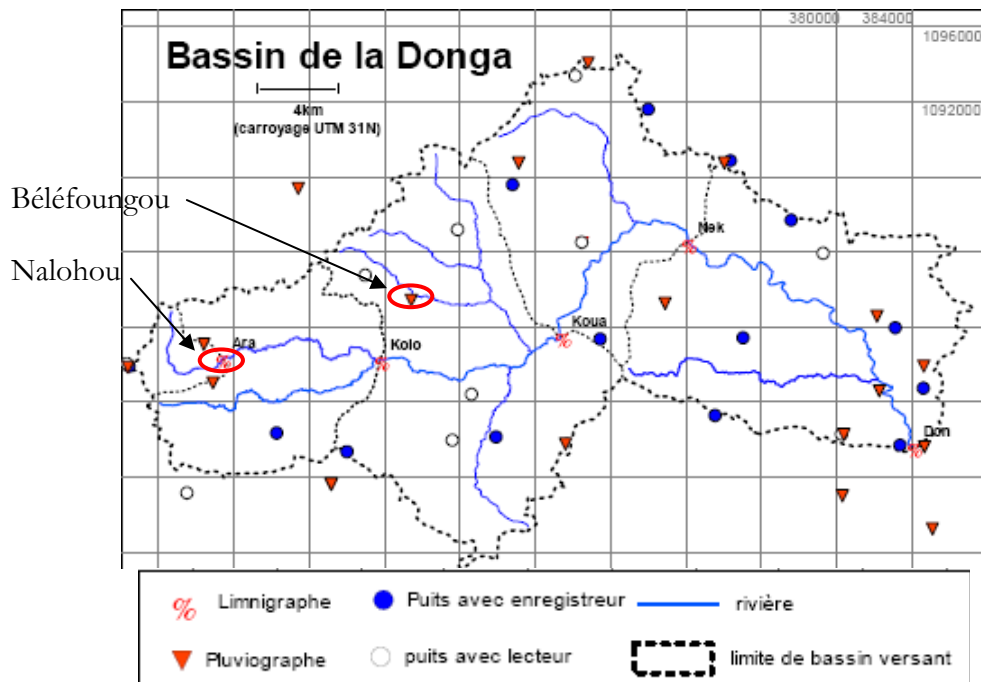 380000 384000
1096000
Bassin de la Donga
4km
(carroyage UTM 31N)
1092000
Béléfoungou
Nek
Nalohou
Koua
Ara
Kolo
Don
Limnigraphe
Puits avec enregistreur
rivière
Pluviographe
puits avec lecteur
limite de bassin versant